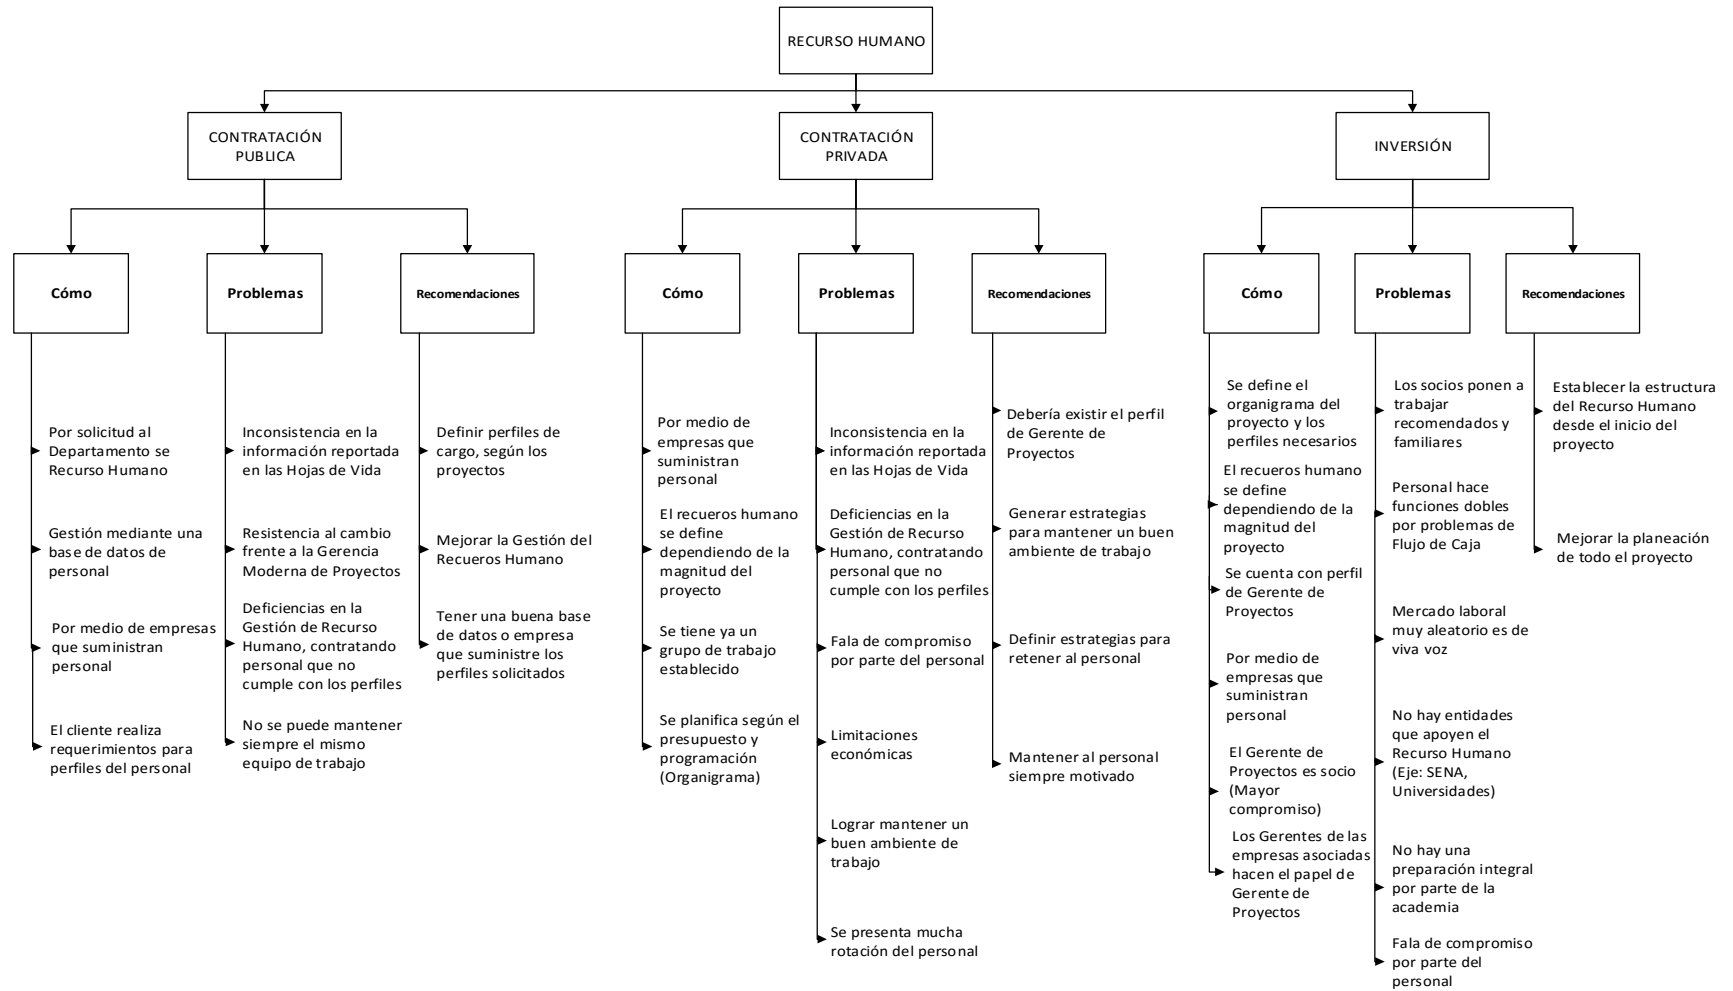 RECURSO HUMANO
CONTRATACIÓN
PUBLICA
CONTRATACIÓN
PRIVADA
INVERSIÓN
Cómo
Problemas
Recomendaciones
Cómo
Problemas
Recomendaciones
Cómo
Problemas
Recomendaciones
Por solicitud al
Departamento se
Recurso Humano
Gestión mediante una
base de datos de
personal
Por medio de empresas
que suministran
personal
El cliente realiza
requerimientos para
perfiles del personal
Inconsistencia en la
información reportada
en las Hojas de Vida
Resistencia al cambio
frente a la Gerencia
Moderna de Proyectos
Deficiencias en la
Gestión de Recurso
Humano, contratando
personal que no
cumple con los perfiles
No se puede mantener
siempre el mismo
equipo de trabajo
Definir perfiles de
cargo, según los
proyectos
Mejorar la Gestión del
Recueros Humano
Tener una buena base
de datos o empresa
que suministre los
perfiles solicitados
Por medio de
empresas que
suministran
personal
El recueros humano
se define
dependiendo de la
magnitud del
proyecto
Se tiene ya un
grupo de trabajo
establecido
Se planifica según el
presupuesto y
programación
(Organigrama)
Inconsistencia en la
información reportada
en las Hojas de Vida
Deficiencias en la
Gestión de Recurso
Humano, contratando
personal que no
cumple con los perfiles
Fala de compromiso
por parte del personal
Limitaciones
económicas
Lograr mantener un
buen ambiente de
trabajo
Se presenta mucha
rotación del personal
Debería existir el perfil
de Gerente de
Proyectos
Generar estrategias
para mantener un buen
ambiente de trabajo
Definir estrategias para
retener al personal
Mantener al personal
siempre motivado
Se define el
organigrama del
proyecto y los
perfiles necesarios
El recueros humano
se define
dependiendo de la
magnitud del
proyecto
Se cuenta con perfil
de Gerente de
Proyectos
Por medio de
empresas que
suministran
personal
El Gerente de
Proyectos es socio
(Mayor
compromiso)
Los Gerentes de las
empresas asociadas
hacen el papel de
Gerente de
Proyectos
Los socios ponen a
trabajar
recomendados y
familiares
Personal hace
funciones dobles
por problemas de
Flujo de Caja
Mercado laboral
muy aleatorio es de
viva voz
No hay entidades
que apoyen el
Recurso Humano
(Eje: SENA,
Universidades)
No hay una
preparación integral
por parte de la
academia
Fala de compromiso
por parte del
personal
Establecer la estructura
del Recurso Humano
desde el inicio del
proyecto
Mejorar la planeación
de todo el proyecto